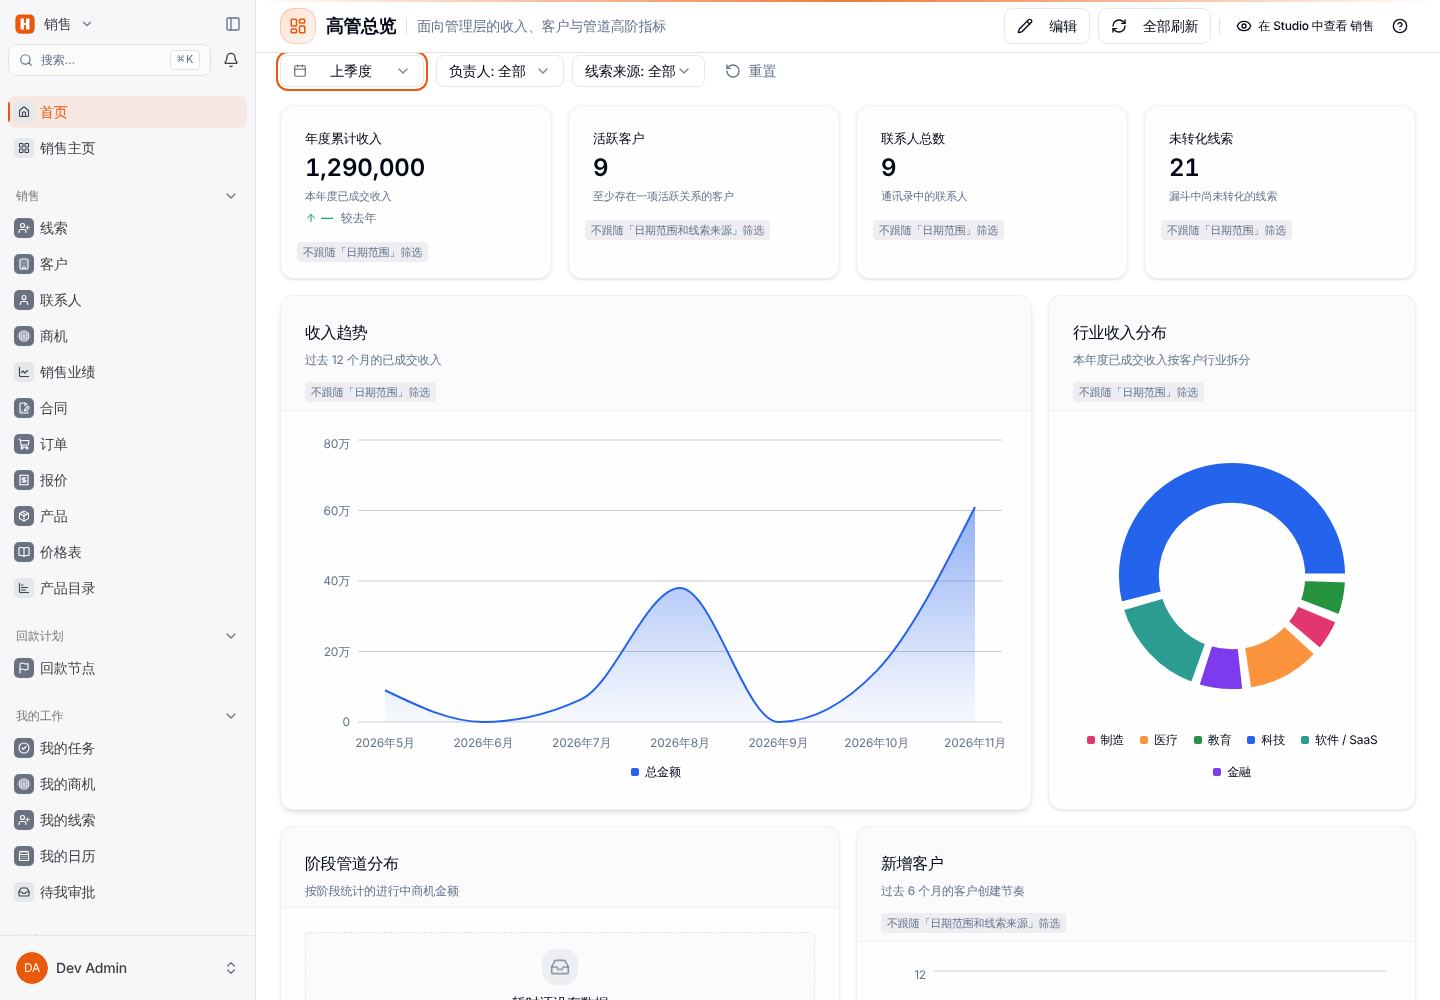 销售
搜索...
⌘K
首页
销售主页
销售
线索
客户
联系人
商机
销售业绩
合同
订单
报价
产品
价格表
产品目录
回款计划
回款节点
我的工作
我的任务
我的商机
我的线索
我的日历
待我审批
DA
Dev Admin
高管总览
面向管理层的收入、客户与管道高阶指标
编辑
全部刷新
在 Studio 中查看 销售
上季度
负责人: 全部
线索来源: 全部
重置
年度累计收入
1,290,000
本年度已成交收入
↑ — 较去年
不跟随「日期范围」筛选
活跃客户
9
至少存在一项活跃关系的客户
不跟随「日期范围和线索来源」筛选
联系人总数
9
通讯录中的联系人
不跟随「日期范围」筛选
未转化线索
21
漏斗中尚未转化的线索
不跟随「日期范围」筛选
收入趋势
过去 12 个月的已成交收入
不跟随「日期范围」筛选
80万
60万
40万
20万
0
2026年5月
2026年6月
2026年7月
2026年8月
2026年9月
2026年10月
2026年11月
总金额
行业收入分布
本年度已成交收入按客户行业拆分
不跟随「日期范围」筛选
制造
医疗
教育
科技
软件 / SaaS
金融
阶段管道分布
按阶段统计的进行中商机金额
暂时还没有数据
新增客户
过去 6 个月的客户创建节奏
不跟随「日期范围和线索来源」筛选
12